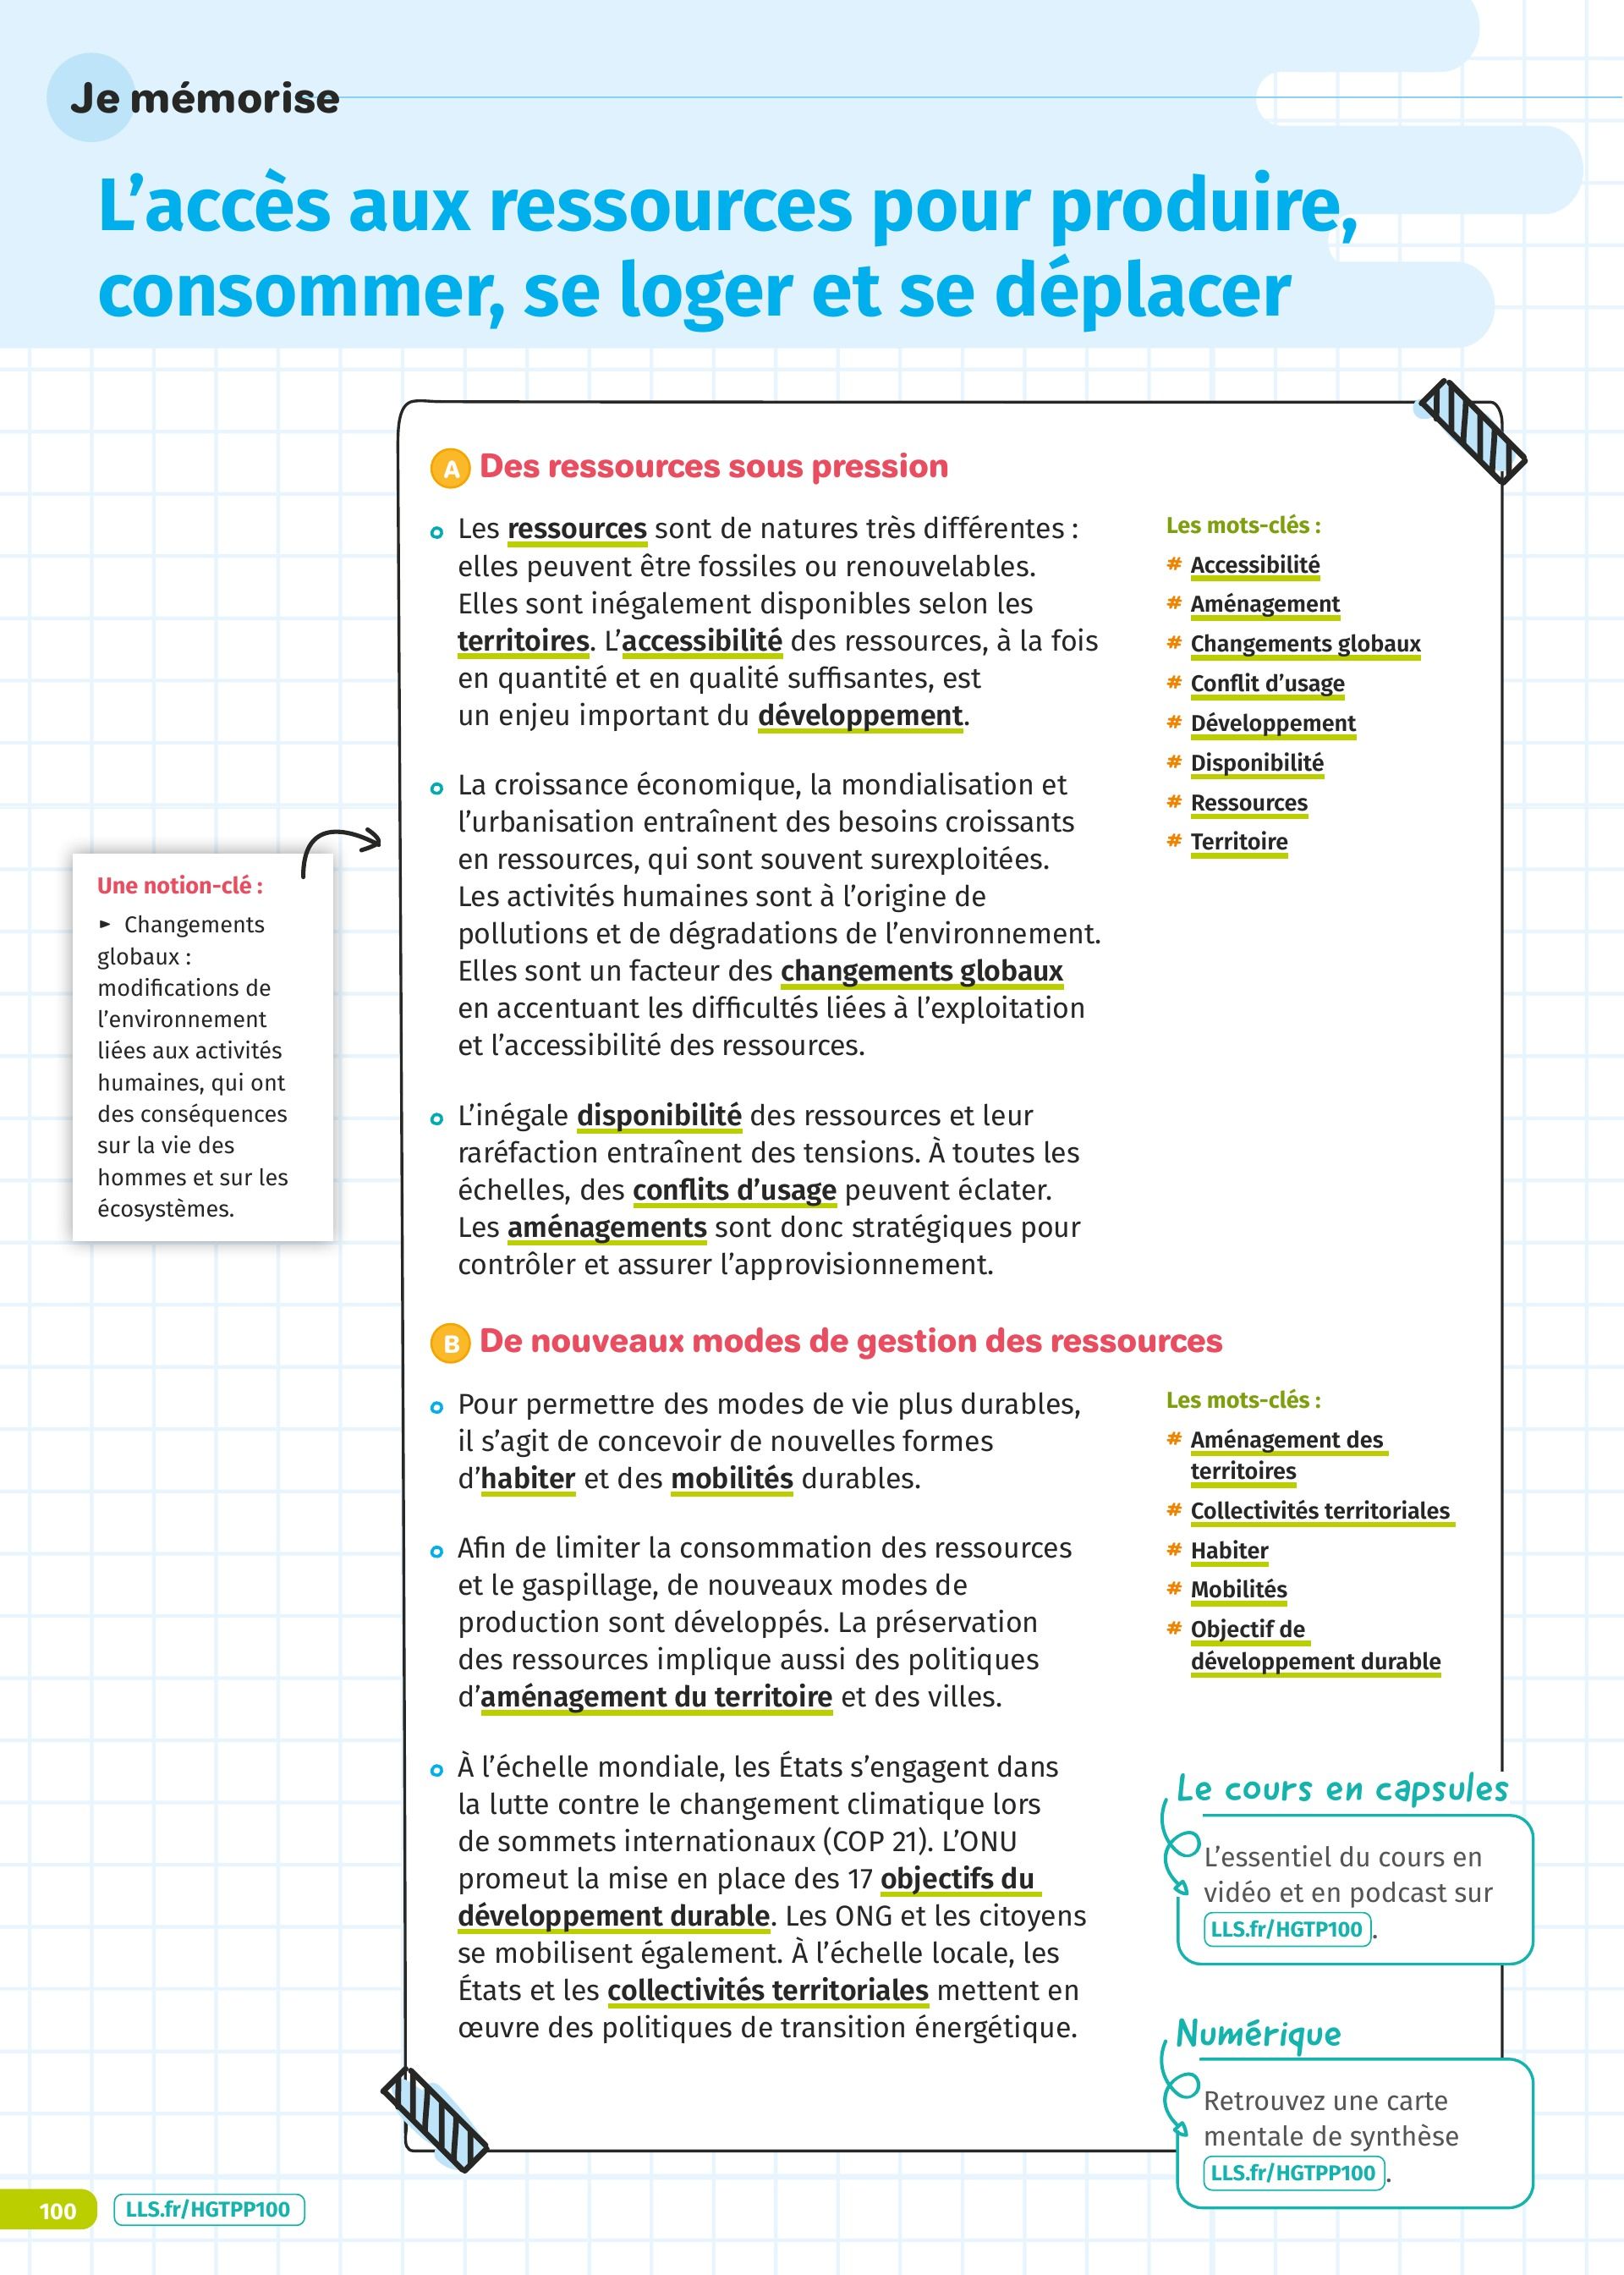 Je mémorise
L’accès aux ressources pour produire,
consommer, se loger et se déplacer
A Des ressources sous pression
Les ressources sont de natures très différentes :
elles peuvent être fossiles ou renouvelables.
Elles sont inégalement disponibles selon les
territoires. L’accessibilité des ressources, à la fois
en quantité et en qualité suffisantes, est
un enjeu important du développement.
La croissance économique, la mondialisation et
l’urbanisation entraînent des besoins croissants
en ressources, qui sont souvent surexploitées.
Les activités humaines sont à l’origine de
pollutions et de dégradations de l’environnement.
Elles sont un facteur des changements globaux
en accentuant les difficultés liées à l’exploitation
et l’accessibilité des ressources.
L’inégale disponibilité des ressources et leur
raréfaction entraînent des tensions. À toutes les
échelles, des conflits d’usage peuvent éclater.
Les aménagements sont donc stratégiques pour
contrôler et assurer l’approvisionnement.
Les mots-clés :
# Accessibilité
# Aménagement
# Changements globaux
# Conflit d’usage
# Développement
# Disponibilité
# Ressources
# Territoire
Une notion-clé :
► Changements
globaux :
modifications de
l’environnement
liées aux activités
humaines, qui ont
des conséquences
sur la vie des
hommes et sur les
écosystèmes.
B De nouveaux modes de gestion des ressources
Pour permettre des modes de vie plus durables,
il s’agit de concevoir de nouvelles formes
d’habiter et des mobilités durables.
Afin de limiter la consommation des ressources
et le gaspillage, de nouveaux modes de
production sont développés. La préservation
des ressources implique aussi des politiques
d’aménagement du territoire et des villes.
À l’échelle mondiale, les États s’engagent dans
la lutte contre le changement climatique lors
de sommets internationaux (COP 21). L’ONU
promeut la mise en place des 17 objectifs du
développement durable. Les ONG et les citoyens
se mobilisent également. À l’échelle locale, les
États et les collectivités territoriales mettent en
œuvre des politiques de transition énergétique.
Les mots-clés :
# Aménagement des
territoires
# Collectivités territoriales
# Habiter
# Mobilités
# Objectif de
développement durable
Le cours en capsules
L’essentiel du cours en
vidéo et en podcast sur
LLS.fr/HGTP100.
Numérique
Retrouvez une carte
mentale de synthèse
LLS.fr/HGTPP100.
100 LLS.fr/HGTPP100